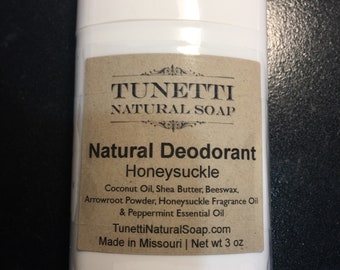 TUNETTI
NATURAL SOAP
Natural Deodorant
Honeysuckle
Coconut Oil, Shea Butter, Beeswax,
Arrowroot Powder, Honeysuckle Fragrance Oil
& Peppermint Essential Oil
TunettiNaturalSoap.com
Made in Missouri | Net wt 3 oz